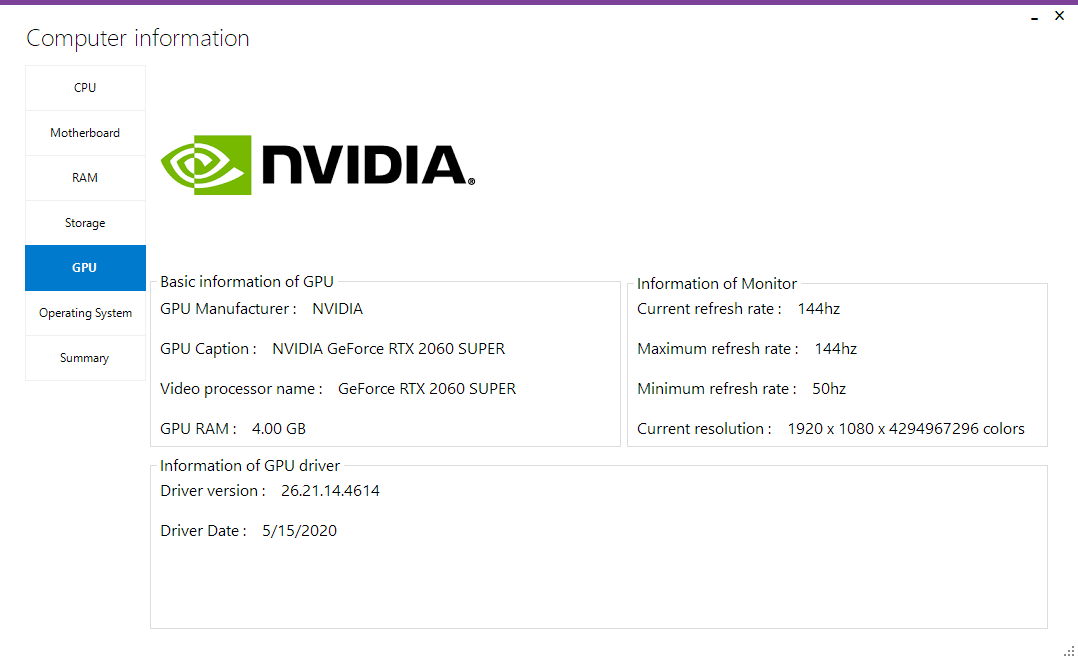 Computer information
CPU
Motherboard
RAM
Storage
GPU
Operating System
Summary
NVIDIA®
Basic information of GPU
GPU Manufacturer : NVIDIA
GPU Caption : NVIDIA GeForce RTX 2060 SUPER
Video processor name : GeForce RTX 2060 SUPER
GPU RAM : 4.00 GB
Information of Monitor
Current refresh rate : 144hz
Maximum refresh rate : 144hz
Minimum refresh rate : 50hz
Current resolution : 1920 x 1080 x 4294967296 colors
Information of GPU driver
Driver version : 26.21.14.4614
Driver Date : 5/15/2020